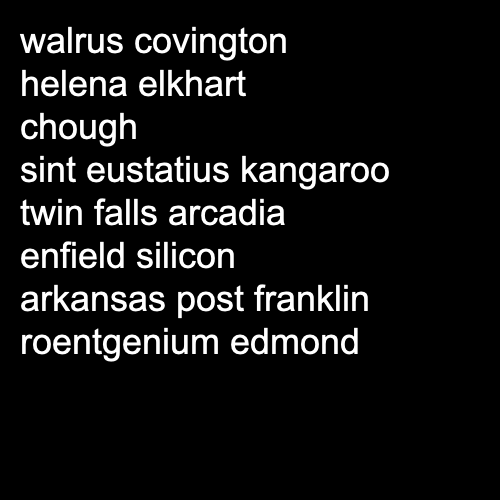 walrus covington
helena elkhart
chough
sint eustatius kangaroo
twin falls arcadia
enfield silicon
arkansas post franklin
roentgenium edmond